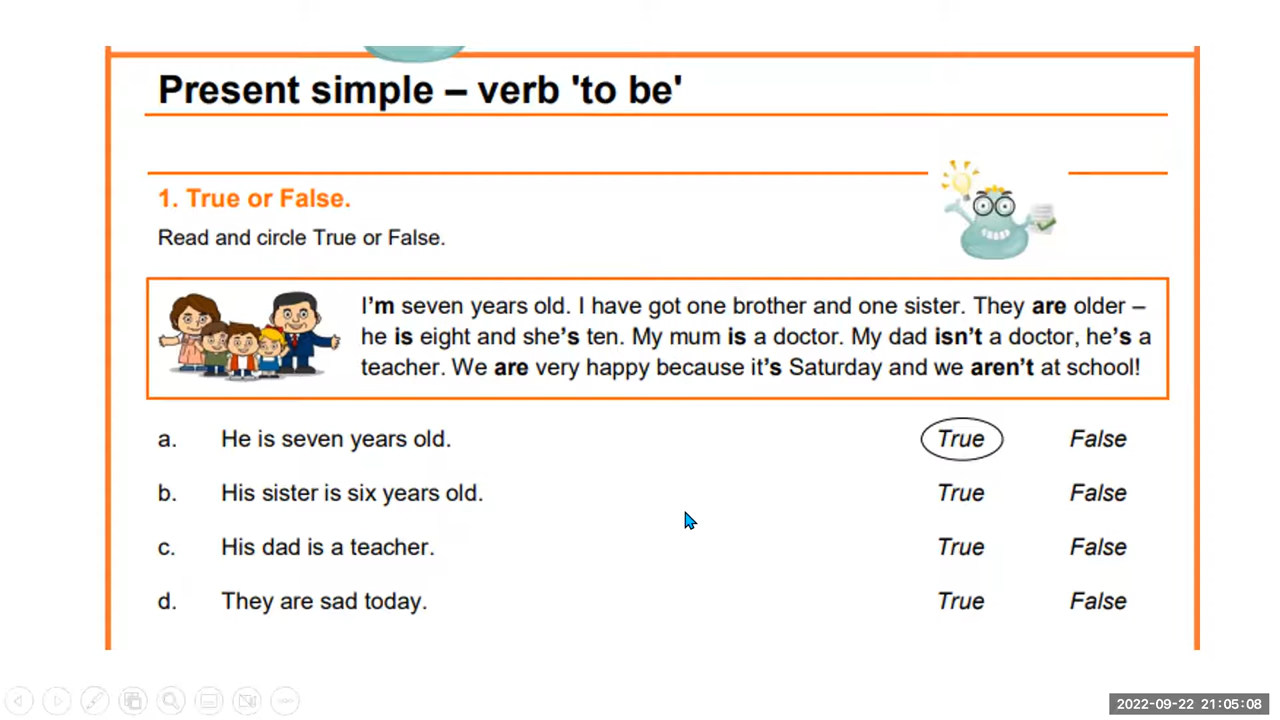 Present simple – verb 'to be'
1. True or False.
Read and circle True or False.
I'm seven years old. I have got one brother and one sister. They are older –
he is eight and she's ten. My mum is a doctor. My dad isn't a doctor, he's a
teacher. We are very happy because it's Saturday and we aren't at school!
a. He is seven years old. True False
b. His sister is six years old. True False
c. His dad is a teacher. True False
d. They are sad today. True False
2022-09-22 21:05:08